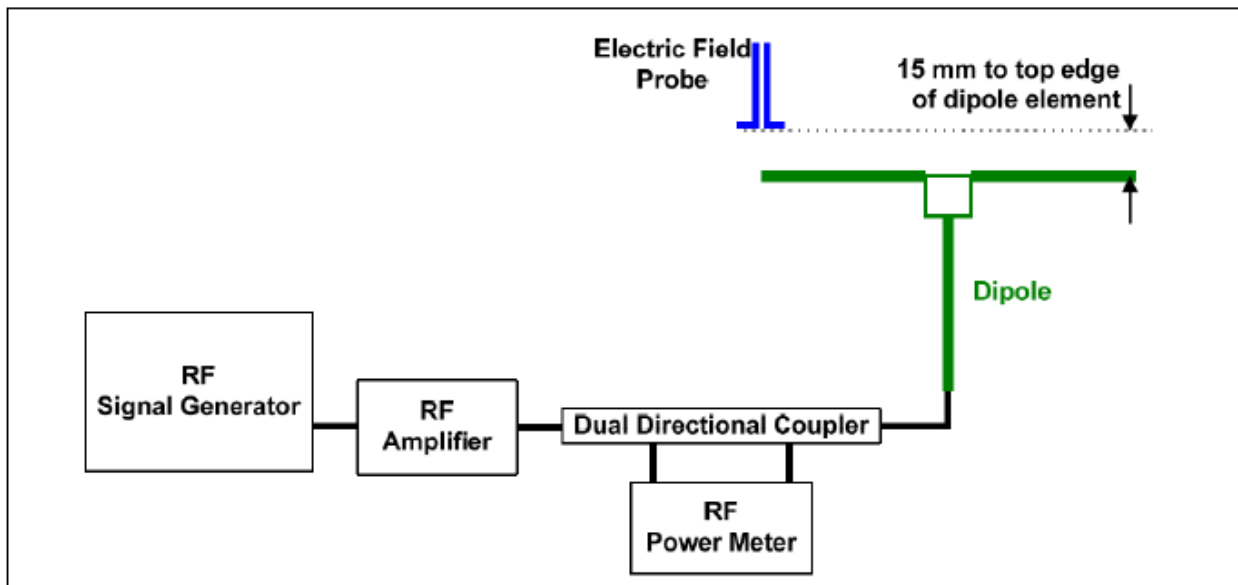 Electric Field
Probe
15 mm to top edge
of dipole element
Dipole
RF
Signal Generator
RF
Amplifier
Dual Directional Coupler
RF
Power Meter